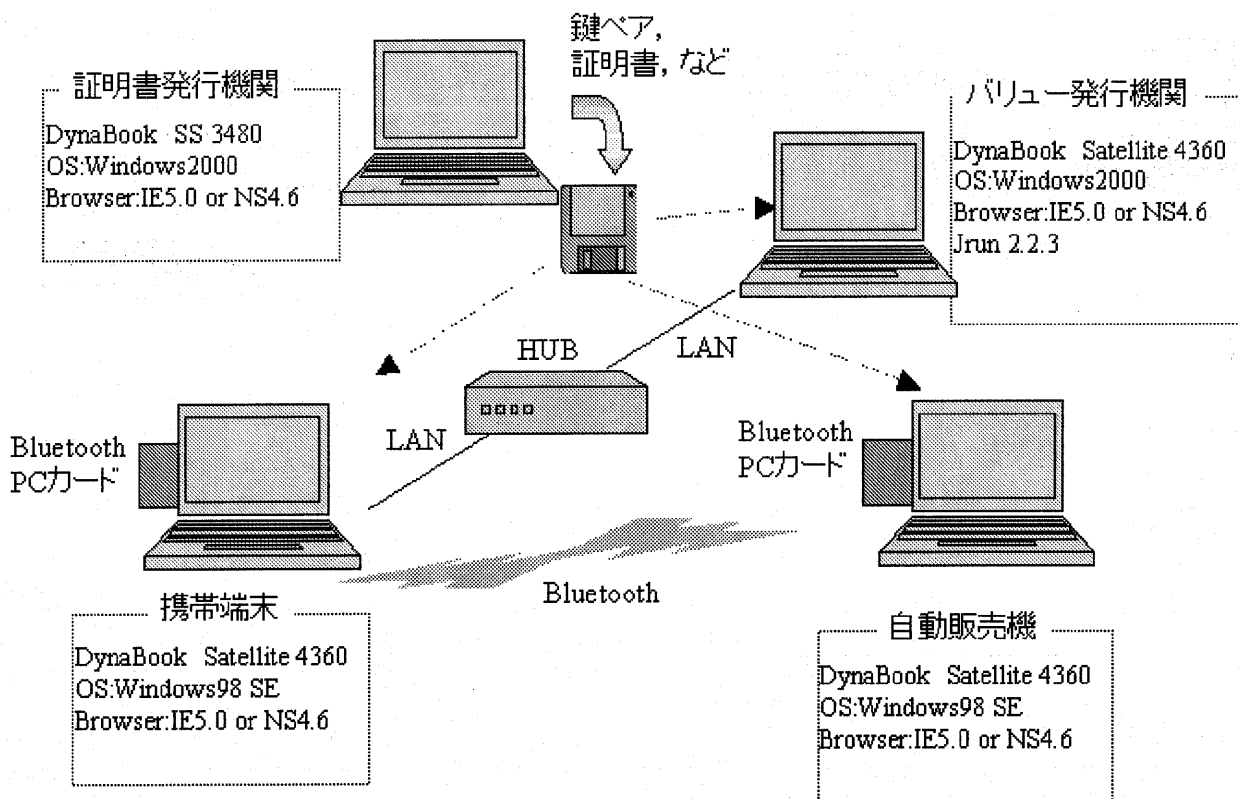 鍵ペア,
証明書, など
証明書発行機関
DynaBook SS 3480
OS:Windows2000
Browser:IE5.0 or NS4.6
バリュー発行機関
DynaBook Satellite 4360
OS:Windows2000
Browser:IE5.0 or NS4.6
Jrun 2.2.3
HUB
LAN
LAN
Bluetooth
PCカード
Bluetooth
PCカード
Bluetooth
携帯端末
DynaBook Satellite 4360
OS:Windows98 SE
Browser:IE5.0 or NS4.6
自動販売機
DynaBook Satellite 4360
OS:Windows98 SE
Browser:IE5.0 or NS4.6